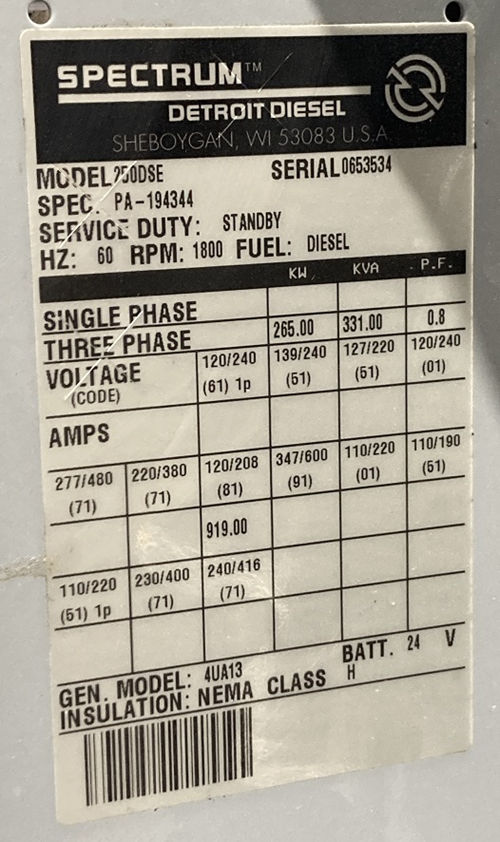 SPECTRUM™
DETROIT DIESEL
SHEBOYGAN, WI 53083 U.S.A.
MODEL 250DSE SERIAL 0653534
SPEC. PA-194344
SERVICE DUTY: STANDBY
HZ: 60 RPM: 1800 FUEL: DIESEL
KW KVA P.F.
SINGLE PHASE
THREE PHASE 265.00 331.00 0.8
VOLTAGE 120/240 139/240 127/220 120/240
(CODE) (61) 1p (51) (51) (01)
AMPS
277/480 220/380 120/208 347/600 110/220 110/190
(71) (71) (81) (91) (01) (51)
919.00
110/220 230/400 240/416
(51) 1p (71) (71)
BATT. 24 V
GEN. MODEL: 4UA13
INSULATION: NEMA CLASS H